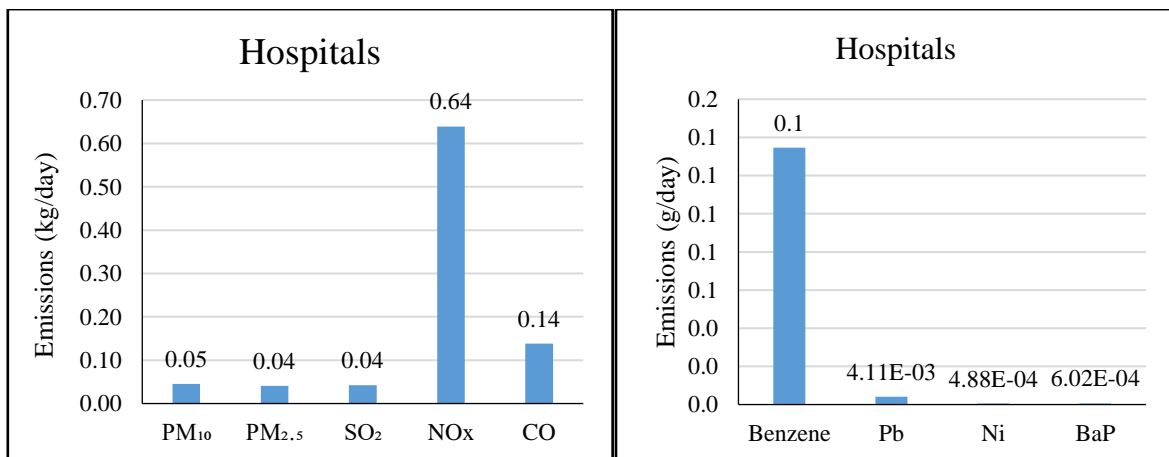 Hospitals
Emissions (kg/day)
0.70
0.60
0.50
0.40
0.30
0.20
0.10
0.00
0.05
0.04
0.04
0.64
0.14
PM₁₀ PM₂.₅ SO₂ NOx CO
Hospitals
Emissions (g/day)
0.2
0.1
0.1
0.1
0.1
0.1
0.0
0.0
0.0
0.1
4.11E-03
4.88E-04
6.02E-04
Benzene Pb Ni BaP